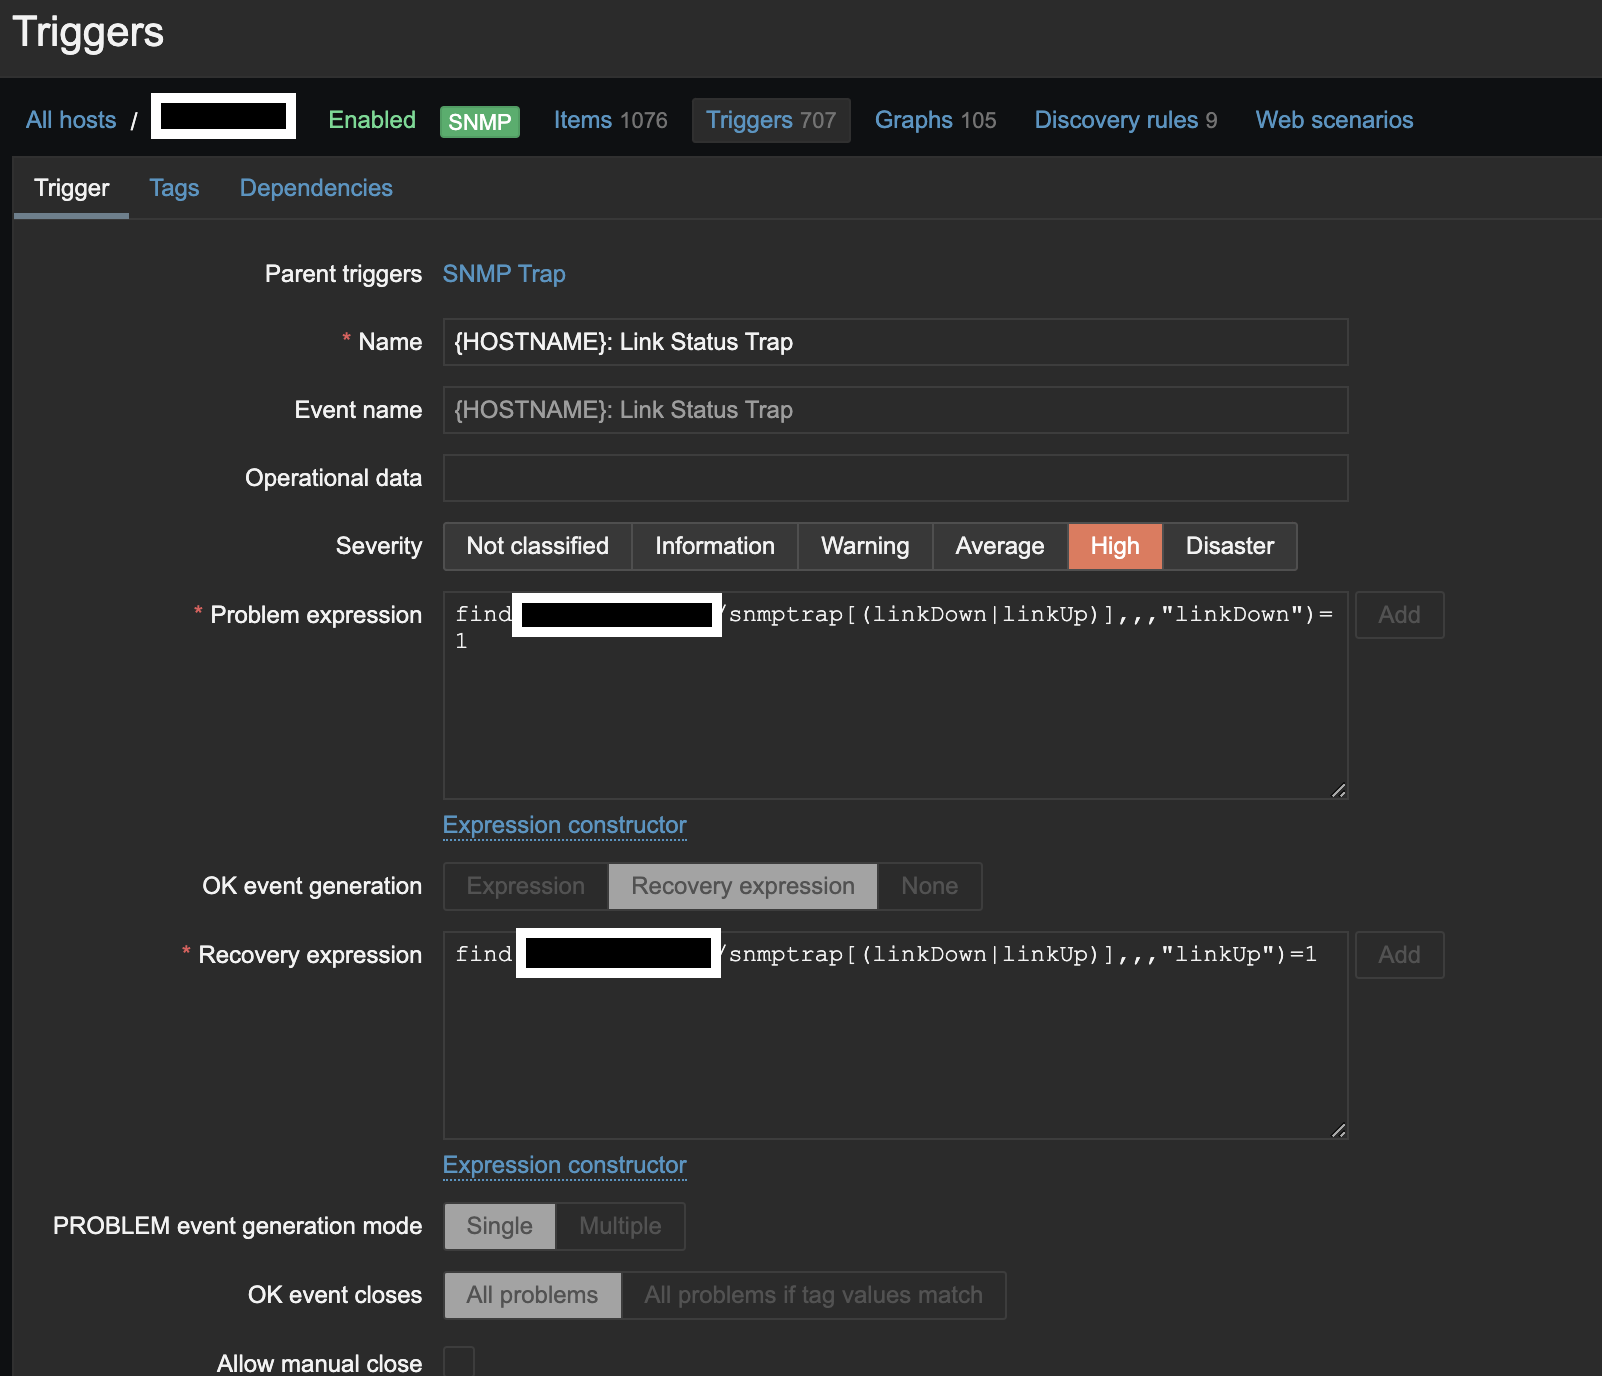 Triggers
All hosts / Enabled SNMP Items 1076 Triggers 707 Graphs 105 Discovery rules 9 Web scenarios
Trigger Tags Dependencies
Parent triggers SNMP Trap
* Name {HOSTNAME}: Link Status Trap
Event name {HOSTNAME}: Link Status Trap
Operational data
Severity Not classified Information Warning Average High Disaster
* Problem expression find /snmptrap[(linkDown|linkUp)],,,"linkDown")= Add
1
Expression constructor
OK event generation Expression Recovery expression None
* Recovery expression find /snmptrap[(linkDown|linkUp)],,,"linkUp")=1 Add
Expression constructor
PROBLEM event generation mode Single Multiple
OK event closes All problems All problems if tag values match
Allow manual close